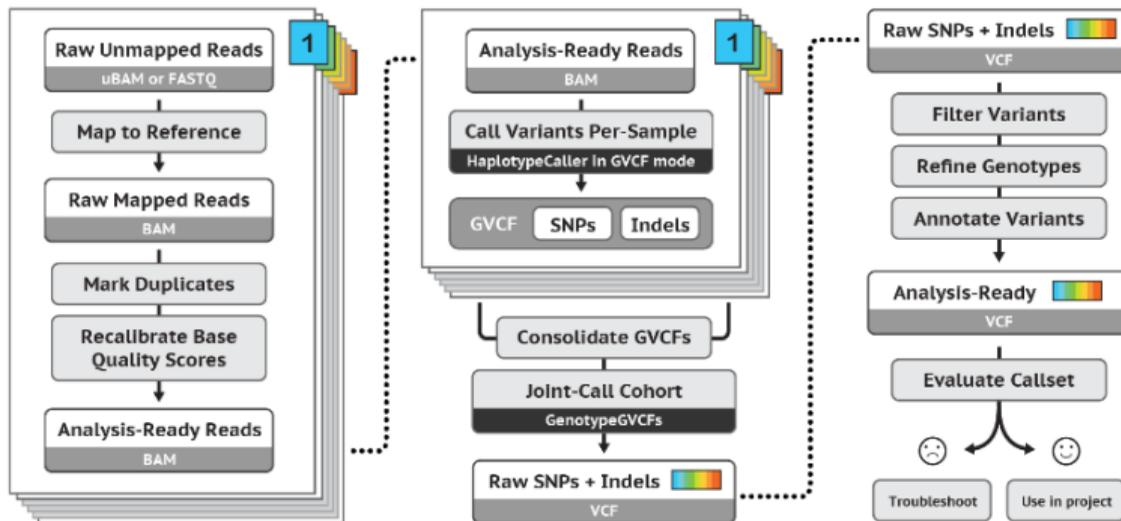 Raw Unmapped Reads
uBAM or FASTQ
Map to Reference
Raw Mapped Reads
BAM
Mark Duplicates
Recalibrate Base
Quality Scores
Analysis-Ready Reads
BAM
1
Analysis-Ready Reads
BAM
Call Variants Per-Sample
HaplotypeCaller In GVCF mode
GVCF SNPs Indels
1
Consolidate GVCFs
Joint-Call Cohort
GenotypeGVCFs
Raw SNPs + Indels
VCF
Raw SNPs + Indels
VCF
Filter Variants
Refine Genotypes
Annotate Variants
Analysis-Ready
VCF
Evaluate Callset
Troubleshoot Use in project